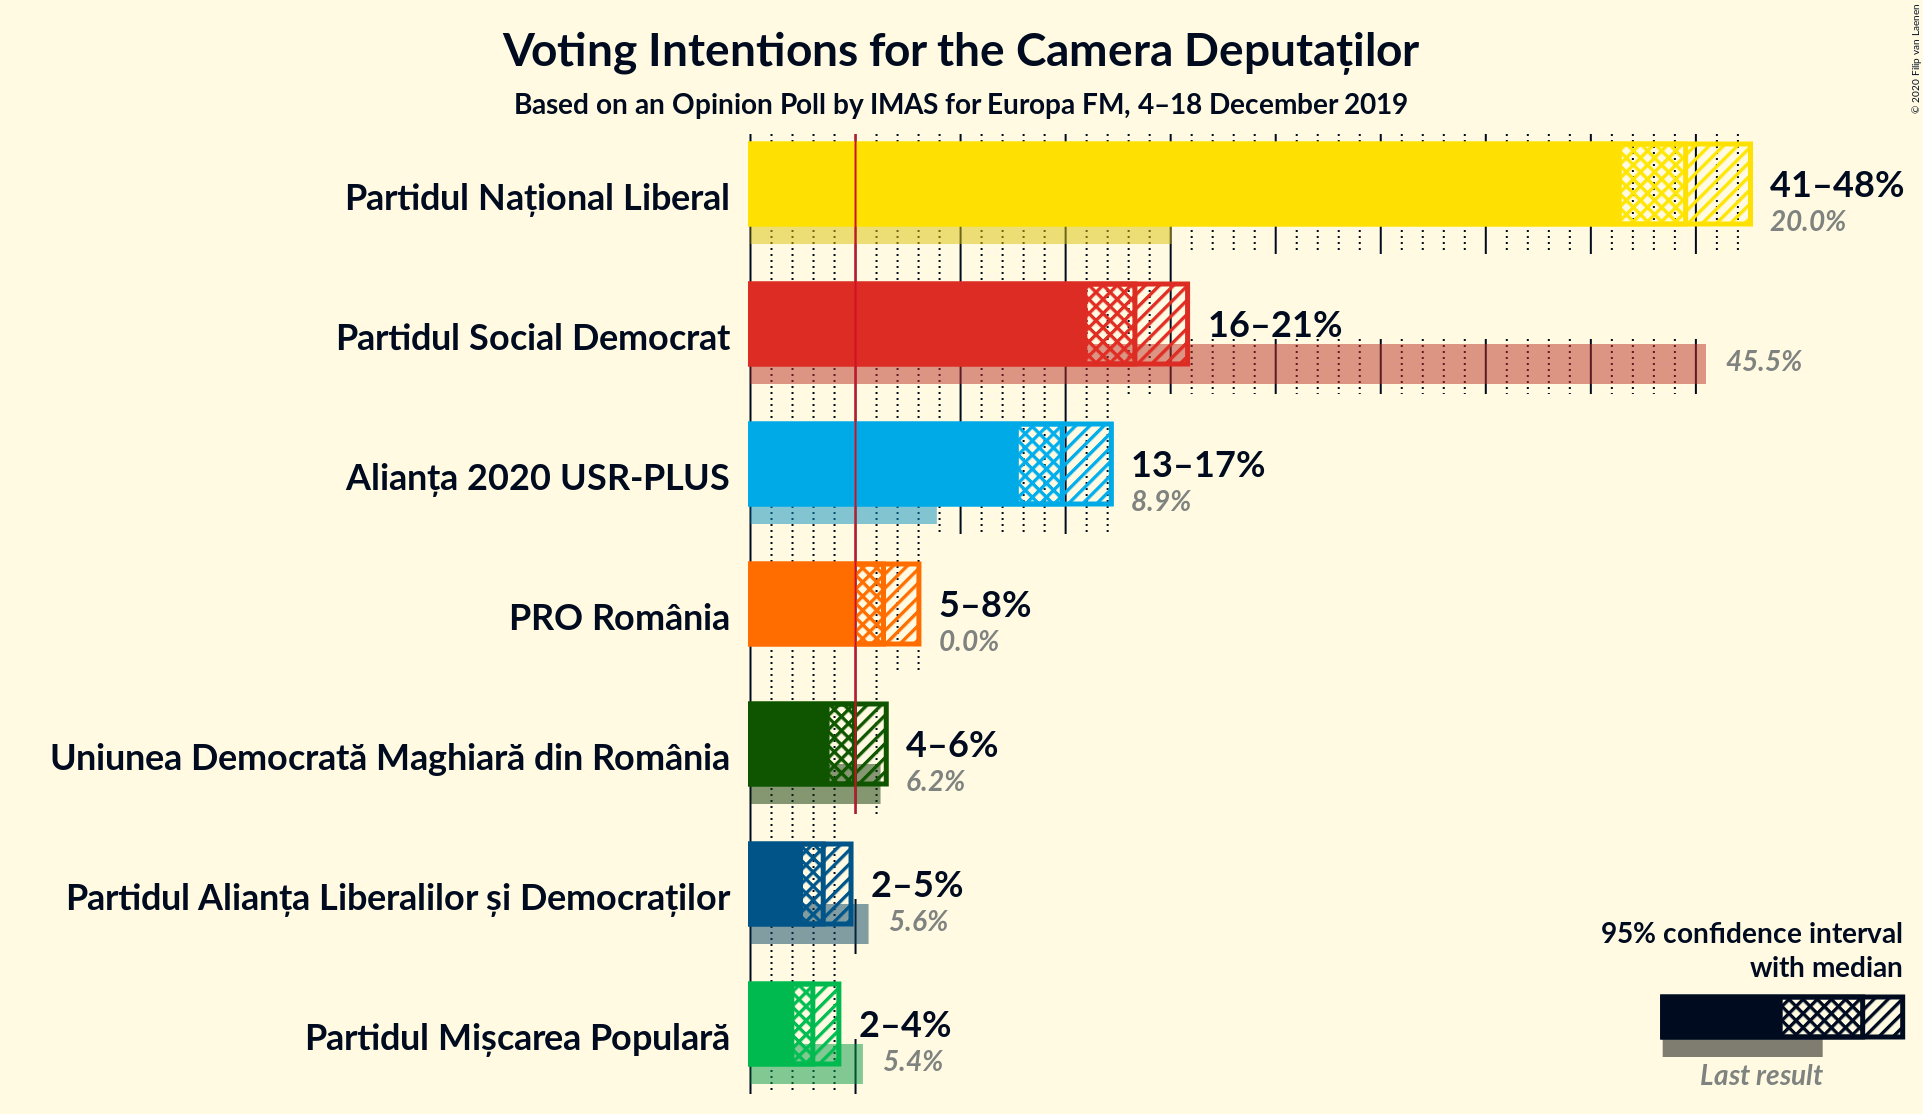 Voting Intentions for the Camera Deputaților
Based on an Opinion Poll by IMAS for Europa FM, 4–18 December 2019
© 2020 Filip van Laenen
Partidul Național Liberal
41–48%
20.0%
Partidul Social Democrat
16–21%
45.5%
Alianța 2020 USR-PLUS
13–17%
8.9%
PRO România
5–8%
0.0%
Uniunea Democrată Maghiară din România
4–6%
6.2%
Partidul Alianța Liberalilor și Democraților
2–5%
5.6%
Partidul Mișcarea Populară
2–4%
5.4%
95% confidence interval
with median
Last result